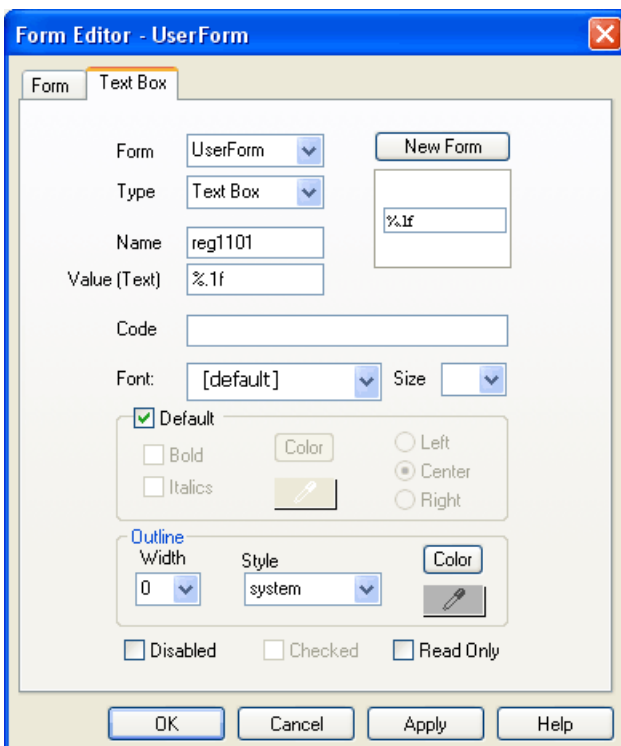 Form Editor - UserForm
Form Text Box
Form UserForm New Form
Type Text Box
%.1f
Name reg1101
Value (Text) %.1f
Code
Font: [default] Size
Default
Bold Color Left
Center
Italics
Right
Outline
Width Style Color
0 system
Disabled Checked Read Only
OK Cancel Apply Help